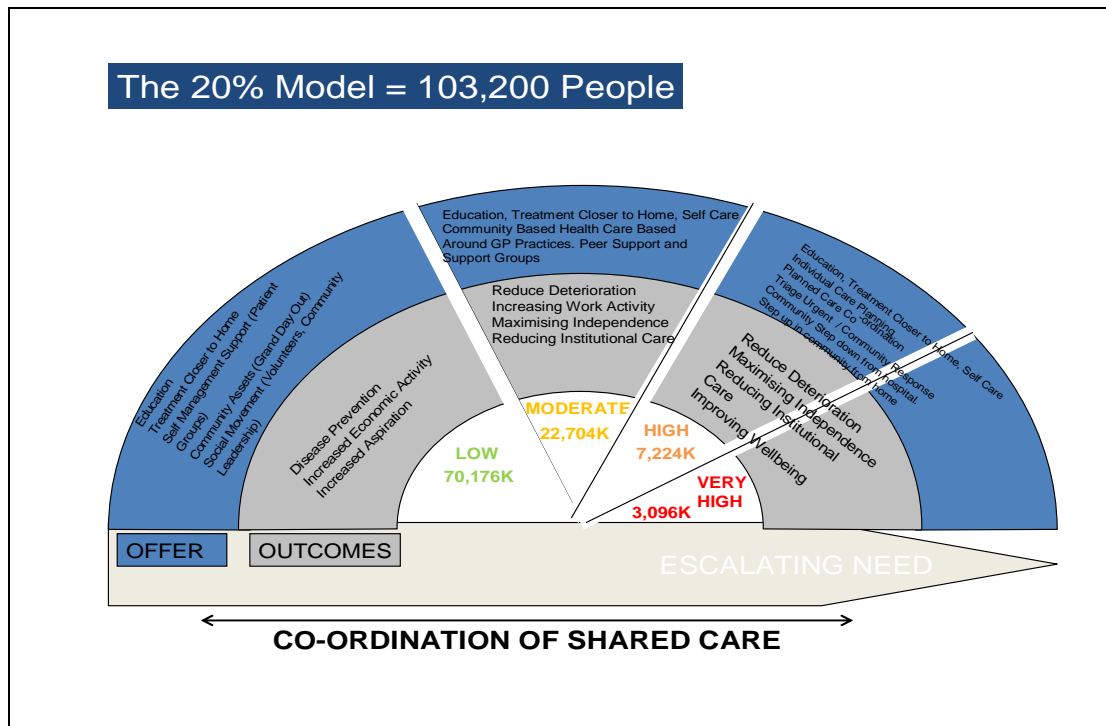 The 20% Model = 103,200 People
Education
Treatment Closer to Home
Self Management Support (Patient
Groups)
Community Assets (Grand Day Out)
Social Movement (Volunteers, Community
Leadership)
Disease Prevention
Increased Economic Activity
Increased Aspiration
LOW
70,176K
Education, Treatment Closer to Home, Self Care
Community Based Health Care Based
Around GP Practices. Peer Support and
Support Groups
Reduce Deterioration
Increasing Work Activity
Maximising Independence
Reducing Institutional Care
MODERATE
22,704K
Education, Treatment Closer to Home, Self Care
Individual Care Planning
Planned Care Co-ordination
Triage Urgent / Community Response
Community Step down from hospital.
Step up in community from home
Reduce Deterioration
Maximising Independence
Reducing Institutional
Care
Improving Wellbeing
HIGH
7,224K
VERY
HIGH
3,096K
OFFER
OUTCOMES
ESCALATING NEED
CO-ORDINATION OF SHARED CARE